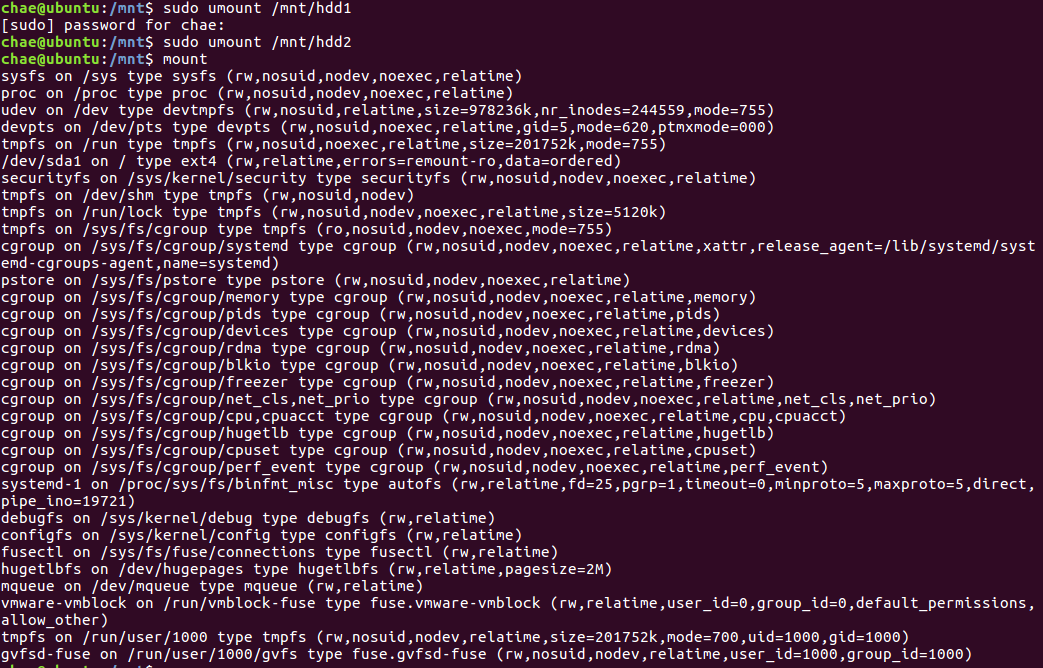 chae@ubuntu:/mnt$ sudo umount /mnt/hdd1
[sudo] password for chae:
chae@ubuntu:/mnt$ sudo umount /mnt/hdd2
chae@ubuntu:/mnt$ mount
sysfs on /sys type sysfs (rw,nosuid,nodev,noexec,relatime)
proc on /proc type proc (rw,nosuid,nodev,noexec,relatime)
udev on /dev type devtmpfs (rw,nosuid,relatime,size=978236k,nr_inodes=244559,mode=755)
devpts on /dev/pts type devpts (rw,nosuid,noexec,relatime,gid=5,mode=620,ptmxmode=000)
tmpfs on /run type tmpfs (rw,nosuid,noexec,relatime,size=201752k,mode=755)
/dev/sda1 on / type ext4 (rw,relatime,errors=remount-ro,data=ordered)
securityfs on /sys/kernel/security type securityfs (rw,nosuid,nodev,noexec,relatime)
tmpfs on /dev/shm type tmpfs (rw,nosuid,nodev)
tmpfs on /run/lock type tmpfs (rw,nosuid,nodev,noexec,relatime,size=5120k)
tmpfs on /sys/fs/cgroup type tmpfs (ro,nosuid,nodev,noexec,mode=755)
cgroup on /sys/fs/cgroup/systemd type cgroup (rw,nosuid,nodev,noexec,relatime,xattr,release_agent=/lib/systemd/syst
emd-cgroups-agent,name=systemd)
pstore on /sys/fs/pstore type pstore (rw,nosuid,nodev,noexec,relatime)
cgroup on /sys/fs/cgroup/memory type cgroup (rw,nosuid,nodev,noexec,relatime,memory)
cgroup on /sys/fs/cgroup/pids type cgroup (rw,nosuid,nodev,noexec,relatime,pids)
cgroup on /sys/fs/cgroup/devices type cgroup (rw,nosuid,nodev,noexec,relatime,devices)
cgroup on /sys/fs/cgroup/rdma type cgroup (rw,nosuid,nodev,noexec,relatime,rdma)
cgroup on /sys/fs/cgroup/blkio type cgroup (rw,nosuid,nodev,noexec,relatime,blkio)
cgroup on /sys/fs/cgroup/freezer type cgroup (rw,nosuid,nodev,noexec,relatime,freezer)
cgroup on /sys/fs/cgroup/net_cls,net_prio type cgroup (rw,nosuid,nodev,noexec,relatime,net_cls,net_prio)
cgroup on /sys/fs/cgroup/cpu,cpuacct type cgroup (rw,nosuid,nodev,noexec,relatime,cpu,cpuacct)
cgroup on /sys/fs/cgroup/hugetlb type cgroup (rw,nosuid,nodev,noexec,relatime,hugetlb)
cgroup on /sys/fs/cgroup/cpuset type cgroup (rw,nosuid,nodev,noexec,relatime,cpuset)
cgroup on /sys/fs/cgroup/perf_event type cgroup (rw,nosuid,nodev,noexec,relatime,perf_event)
systemd-1 on /proc/sys/fs/binfmt_misc type autofs (rw,relatime,fd=25,pgrp=1,timeout=0,minproto=5,maxproto=5,direct,
pipe_ino=19721)
debugfs on /sys/kernel/debug type debugfs (rw,relatime)
configfs on /sys/kernel/config type configfs (rw,relatime)
fusectl on /sys/fs/fuse/connections type fusectl (rw,relatime)
hugetlbfs on /dev/hugepages type hugetlbfs (rw,relatime,pagesize=2M)
mqueue on /dev/mqueue type mqueue (rw,relatime)
vmware-vmblock on /run/vmblock-fuse type fuse.vmware-vmblock (rw,relatime,user_id=0,group_id=0,default_permissions,
allow_other)
tmpfs on /run/user/1000 type tmpfs (rw,nosuid,nodev,relatime,size=201752k,mode=700,uid=1000,gid=1000)
gvfsd-fuse on /run/user/1000/gvfs type fuse.gvfsd-fuse (rw,nosuid,nodev,relatime,user_id=1000,group_id=1000)